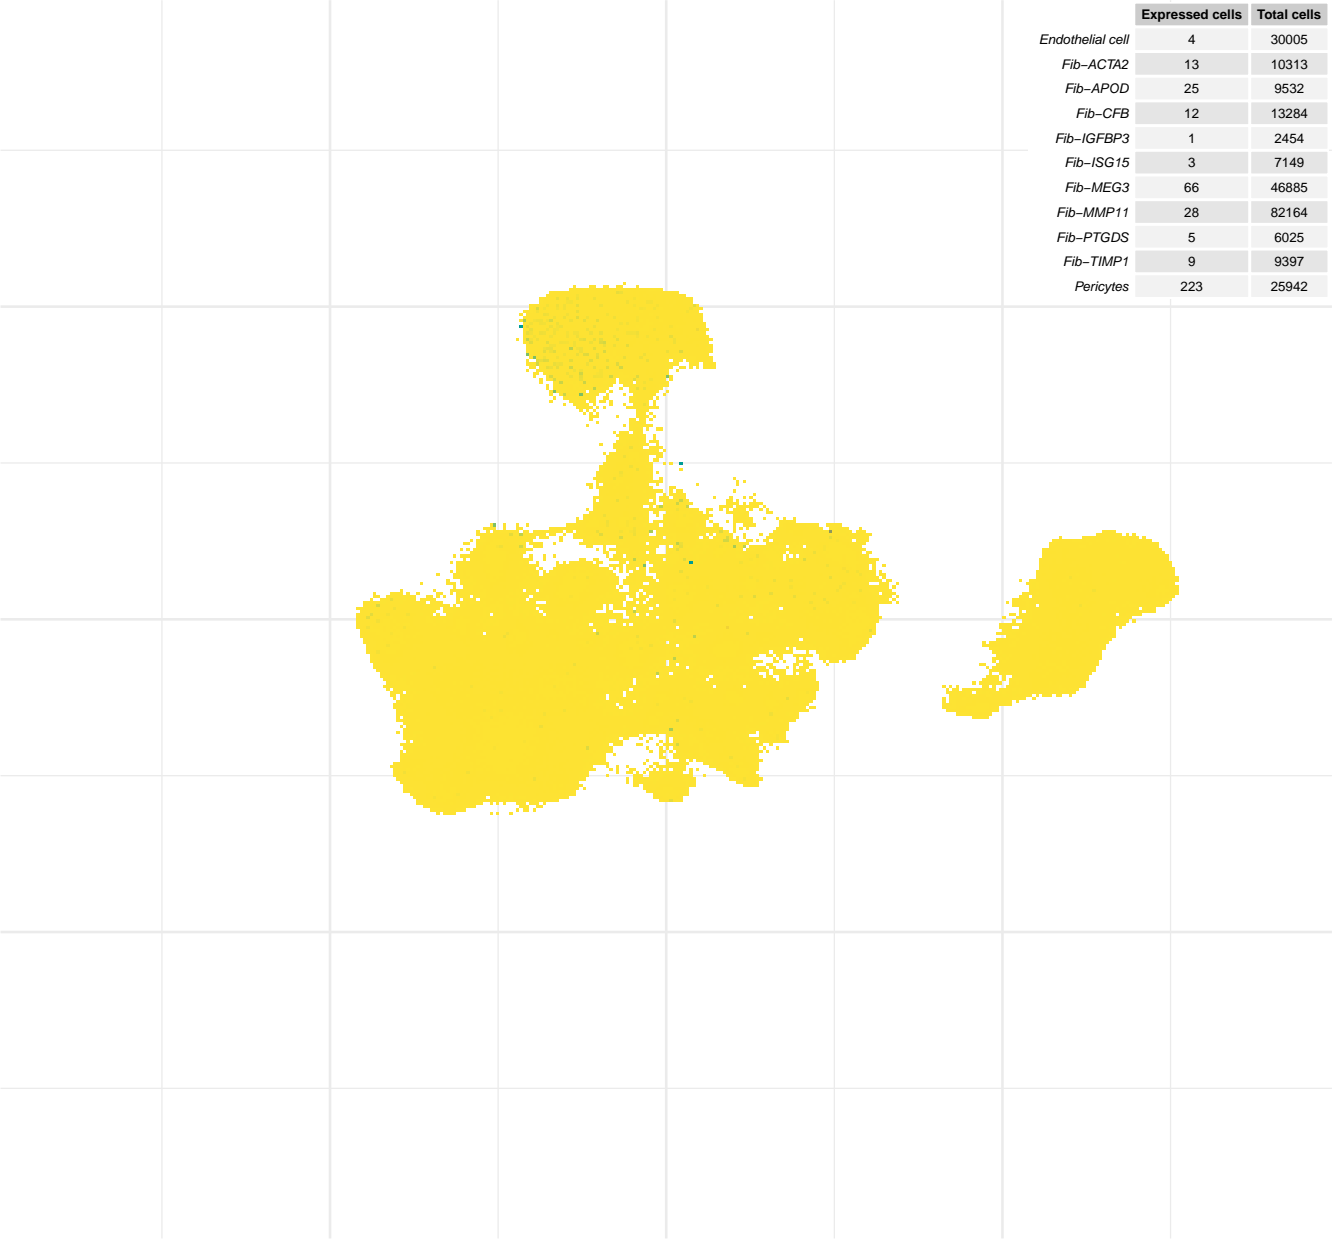 Expressed cells Total cells
Endothelial cell 4 30005
Fib−ACTA2 13 10313
Fib−APOD 25 9532
Fib−CFB 12 13284
Fib−IGFBP3 1 2454
Fib−ISG15 3 7149
Fib−MEG3 66 46885
Fib−MMP11 28 82164
Fib−PTGDS 5 6025
Fib−TIMP1 9 9397
Pericytes 223 25942